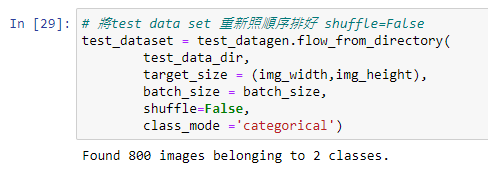 In [29]: # 將test data set 重新照順序排好 shuffle=False
test_dataset = test_datagen.flow_from_directory(
        test_data_dir,
        target_size = (img_width,img_height),
        batch_size = batch_size,
        shuffle=False,
        class_mode ='categorical')
Found 800 images belonging to 2 classes.